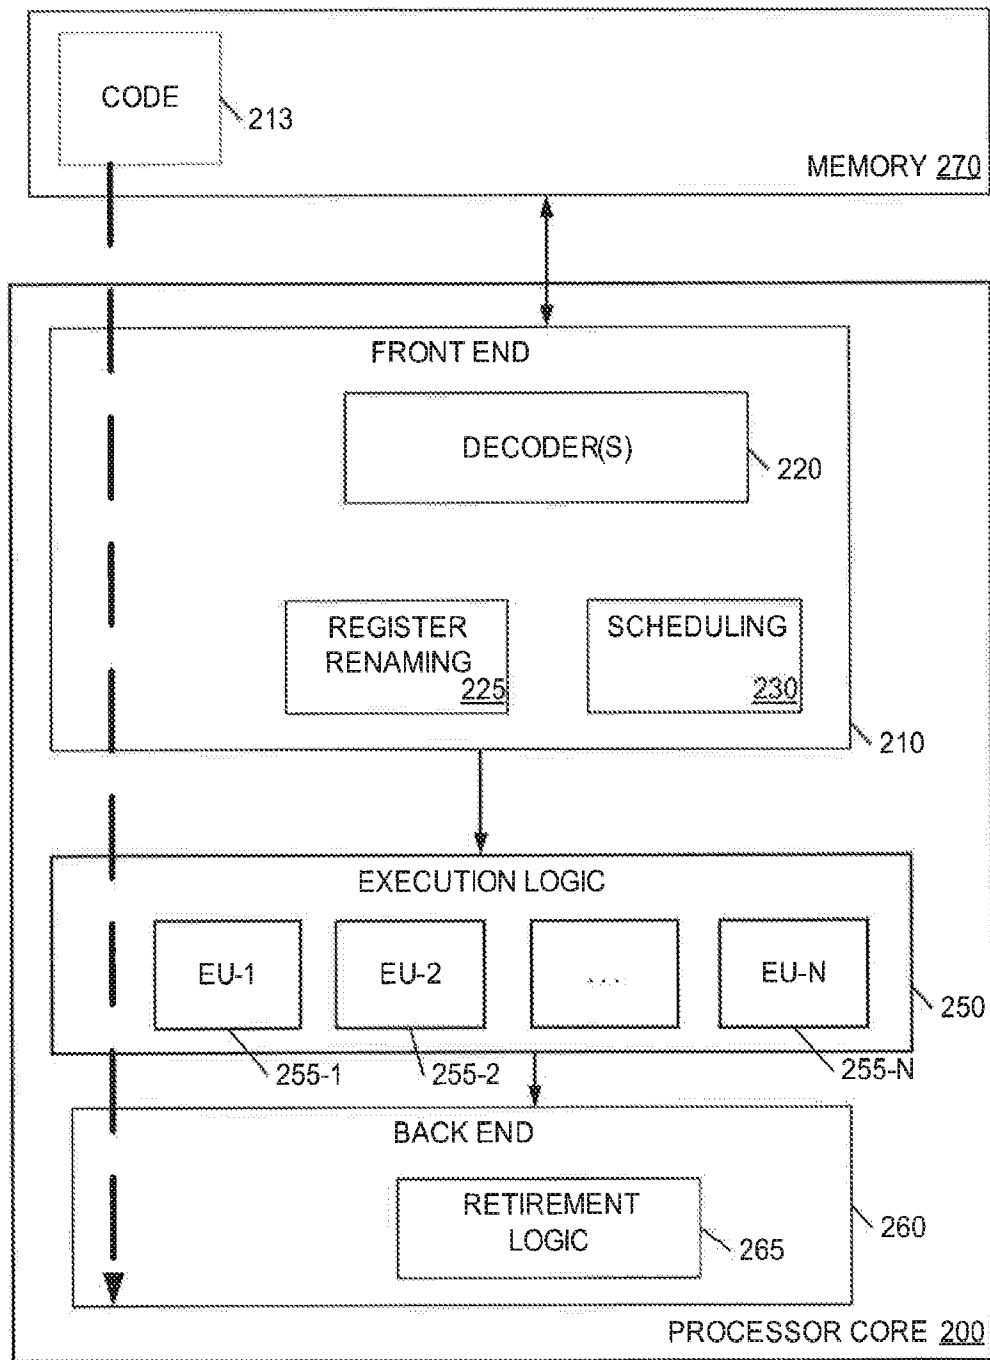 CODE
213
MEMORY 270
FRONT END
DECODER(S)
220
REGISTER
RENAMING
225
SCHEDULING
230
210
EXECUTION LOGIC
EU-1
EU-2
...
EU-N
250
255-1
255-2
255-N
BACK END
RETIREMENT
LOGIC
265
260
PROCESSOR CORE 200